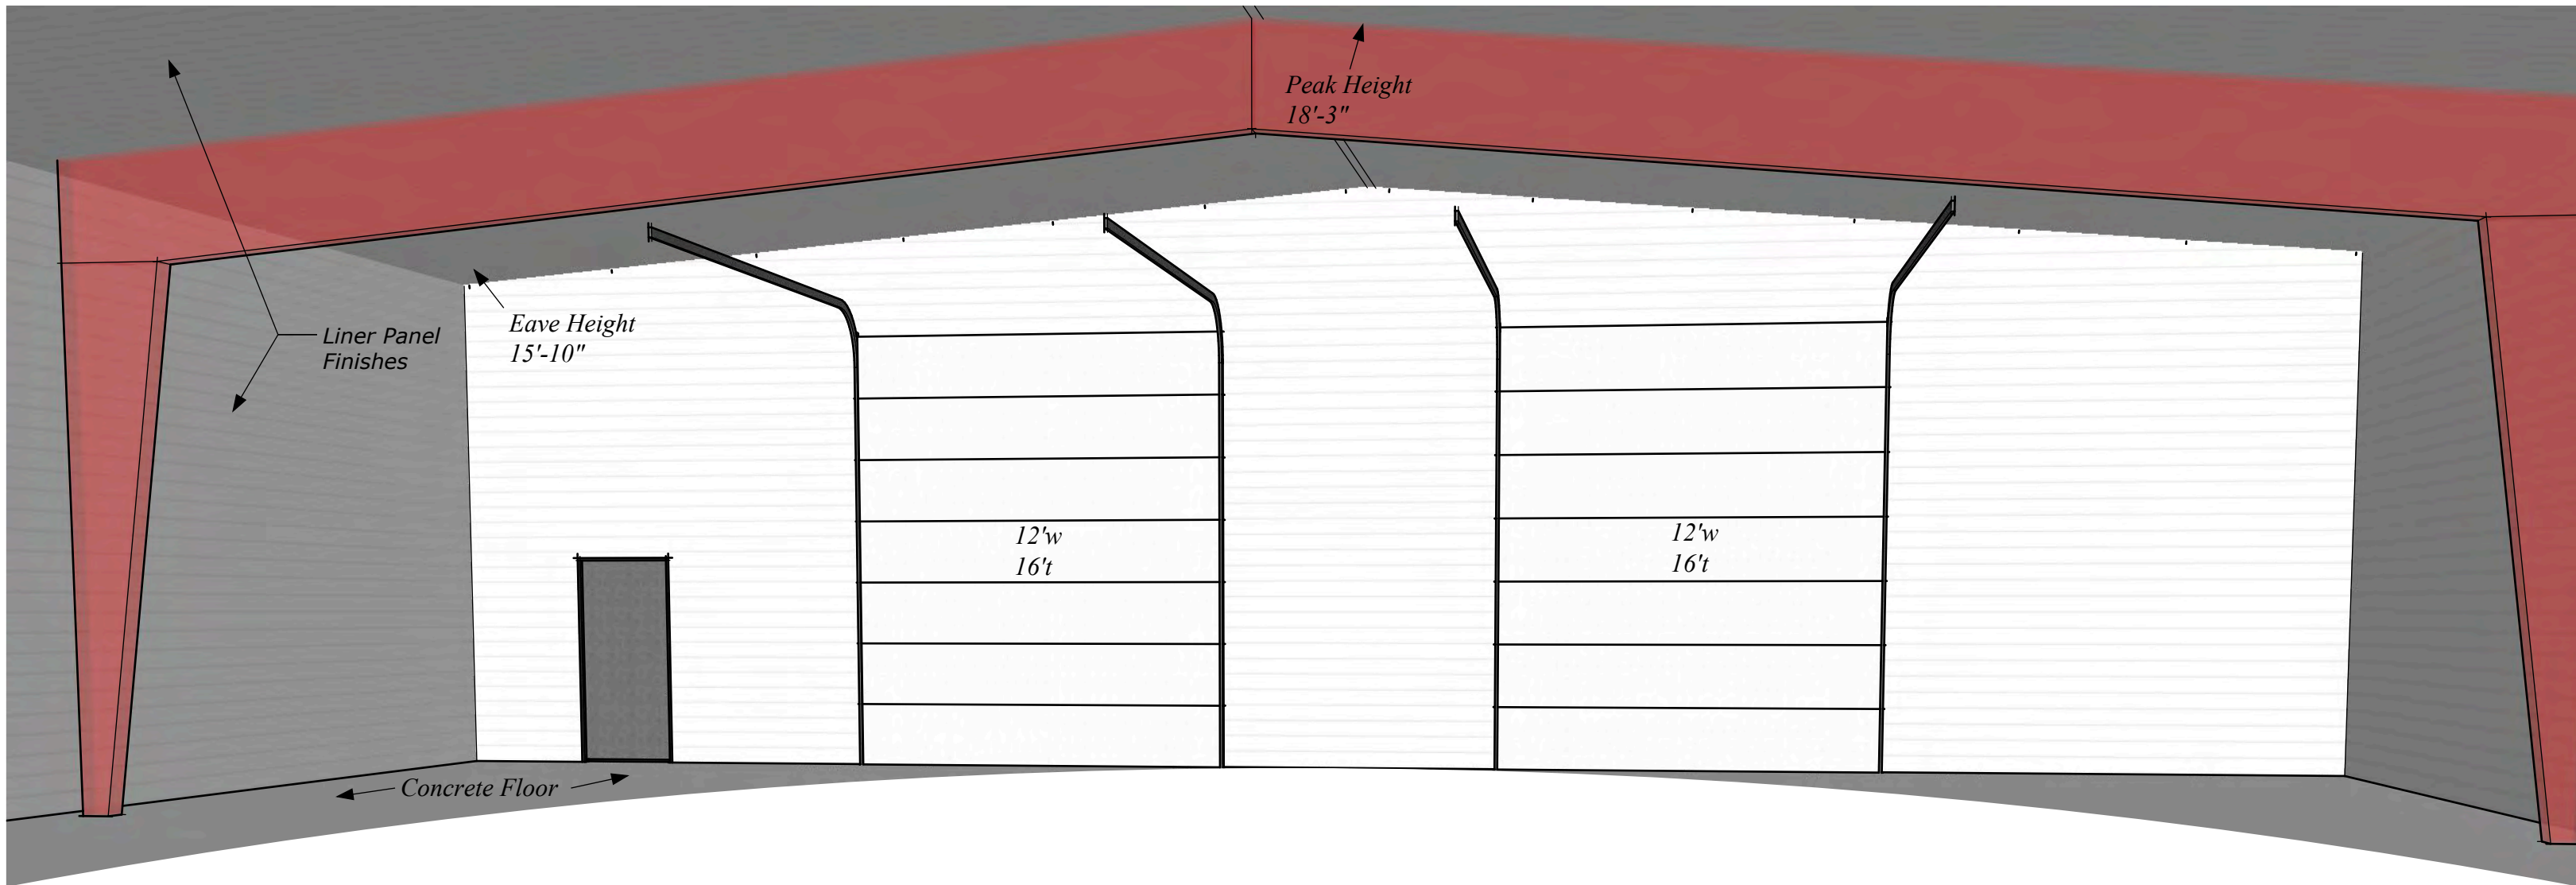 Peak Height
18'-3"
Eave Height
15'-10"
Liner Panel
Finishes
12'w
16't
12'w
16't
Concrete Floor